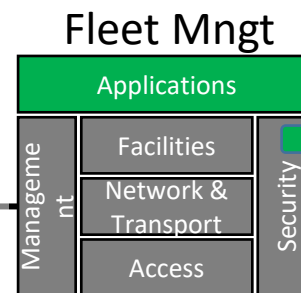 Fleet Mngt
Applications
Manageme
nt
Facilities
Network &
Transport
Access
Security